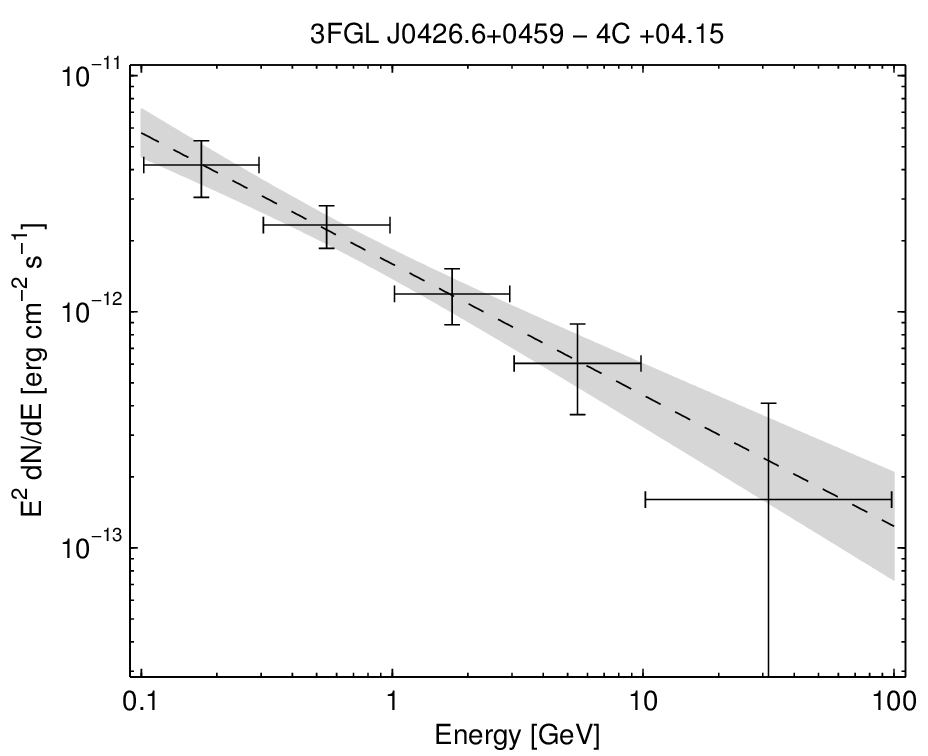 3FGL J0426.6+0459 − 4C +04.15
10⁻¹¹
10⁻¹²
10⁻¹³
E² dN/dE [erg cm⁻² s⁻¹]
0.1 1 10 100
Energy [GeV]